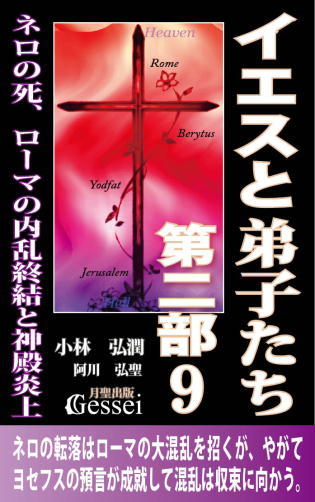 イエスと弟子たち
第二部9
ネロの死、ローマの内乱終結と神殿炎上
Heaven
Rome
Berytus
Yodfat
Jerusalem
Hell
小林 弘潤
阿川 弘聖
月聖出版
Gessei
ネロの転落はローマの大混乱を招くが、やがて
ヨセフスの預言が成就して混乱は収束に向かう。